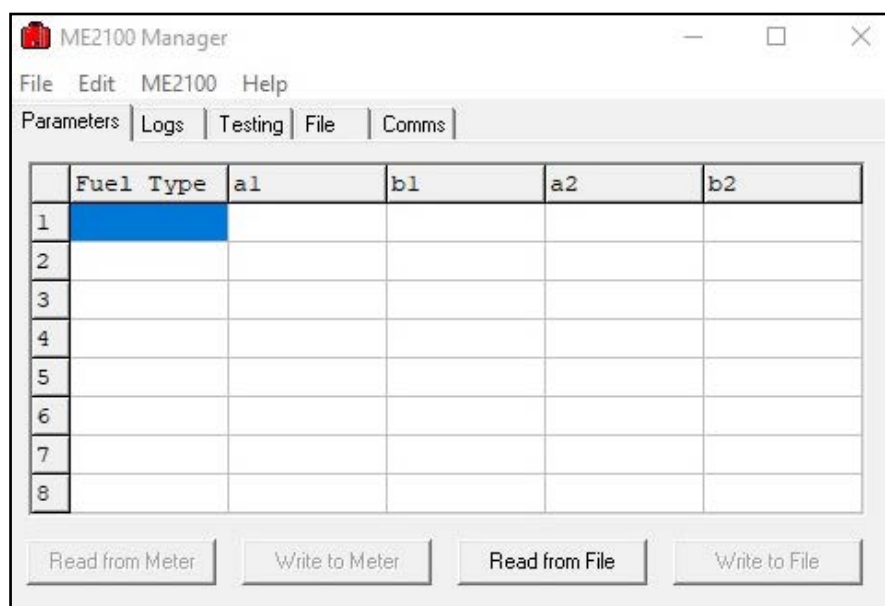 ME2100 Manager
File Edit ME2100 Help
Parameters Logs Testing File Comms
Fuel Type a1 b1 a2 b2
1
2
3
4
5
6
7
8
Read from Meter Write to Meter Read from File Write to File